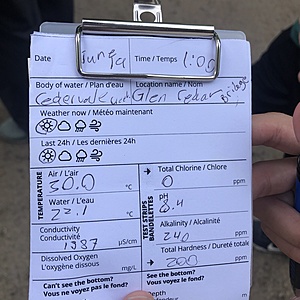 Date June 19 Time / Temps 1:00
Body of water / Plan d'eau Location name / Nom
Glen Cedar Bridge
Weather now / Météo maintenant
Last 24h / Les dernières 24h
TEMPERATURE
Air / L'air
30.0 °C
Water / L'eau
22.1 °C
Conductivity
Conductivité
1387 µS/cm
Dissolved Oxygen
L'oxygène dissous
mg/L
Can't see the bottom?
Vous ne voyez pas le fond?
TEST STRIPS
BANDELETTES
Total Chlorine / Chlore
0 ppm
pH
8.4
Alkalinity / Alcalinité
240 ppm
Total Hardness / Dureté totale
200 ppm
See the bottom?
Vous voyez le fond?
Depth
m